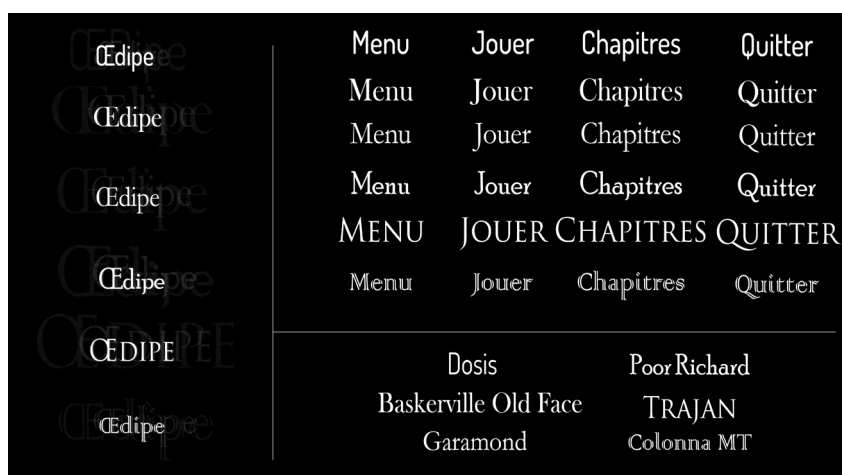 Œdipe
Œdipe
Œdipe
Œdipe
ŒDIPE
Œdipe
Menu Jouer Chapitres Quitter
Menu Jouer Chapitres Quitter
Menu Jouer Chapitres Quitter
Menu Jouer Chapitres Quitter
MENU JOUER CHAPITRES QUITTER
Menu Jouer Chapitres Quitter
Dosis Poor Richard
Baskerville Old Face TRAJAN
Garamond Colonna MT